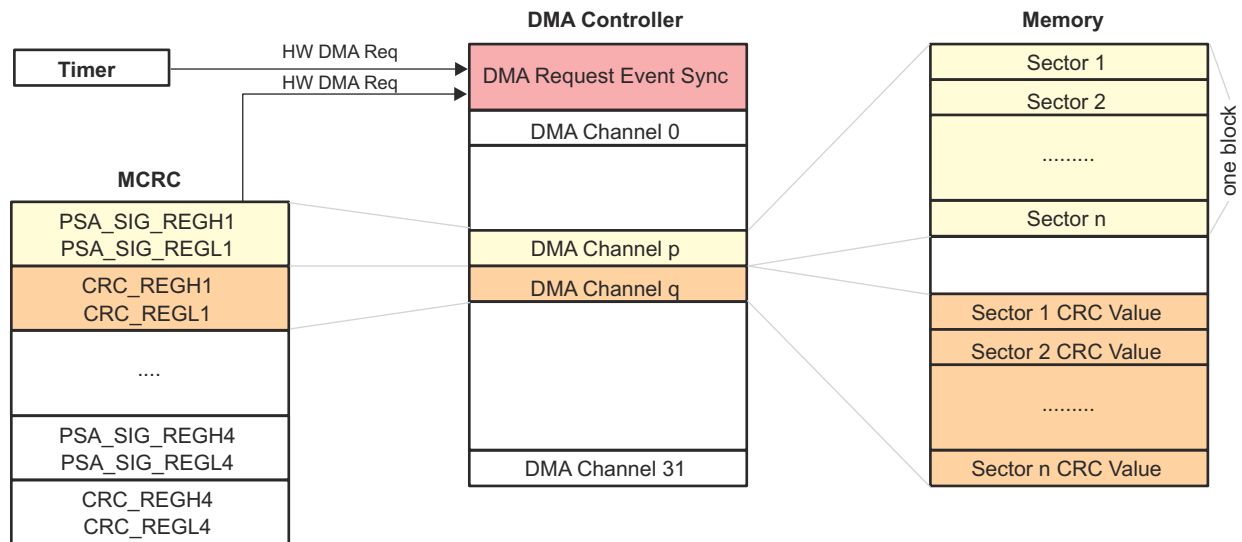 DMA Controller
Memory
HW DMA Req
Timer
HW DMA Req
DMA Request Event Sync
DMA Channel 0
Sector 1
Sector 2
.........
Sector n
one block
MCRC
PSA_SIG_REGH1
PSA_SIG_REGL1
CRC_REGH1
CRC_REGL1
....
PSA_SIG_REGH4
PSA_SIG_REGL4
CRC_REGH4
CRC_REGL4
DMA Channel p
DMA Channel q
DMA Channel 31
Sector 1 CRC Value
Sector 2 CRC Value
.........
Sector n CRC Value